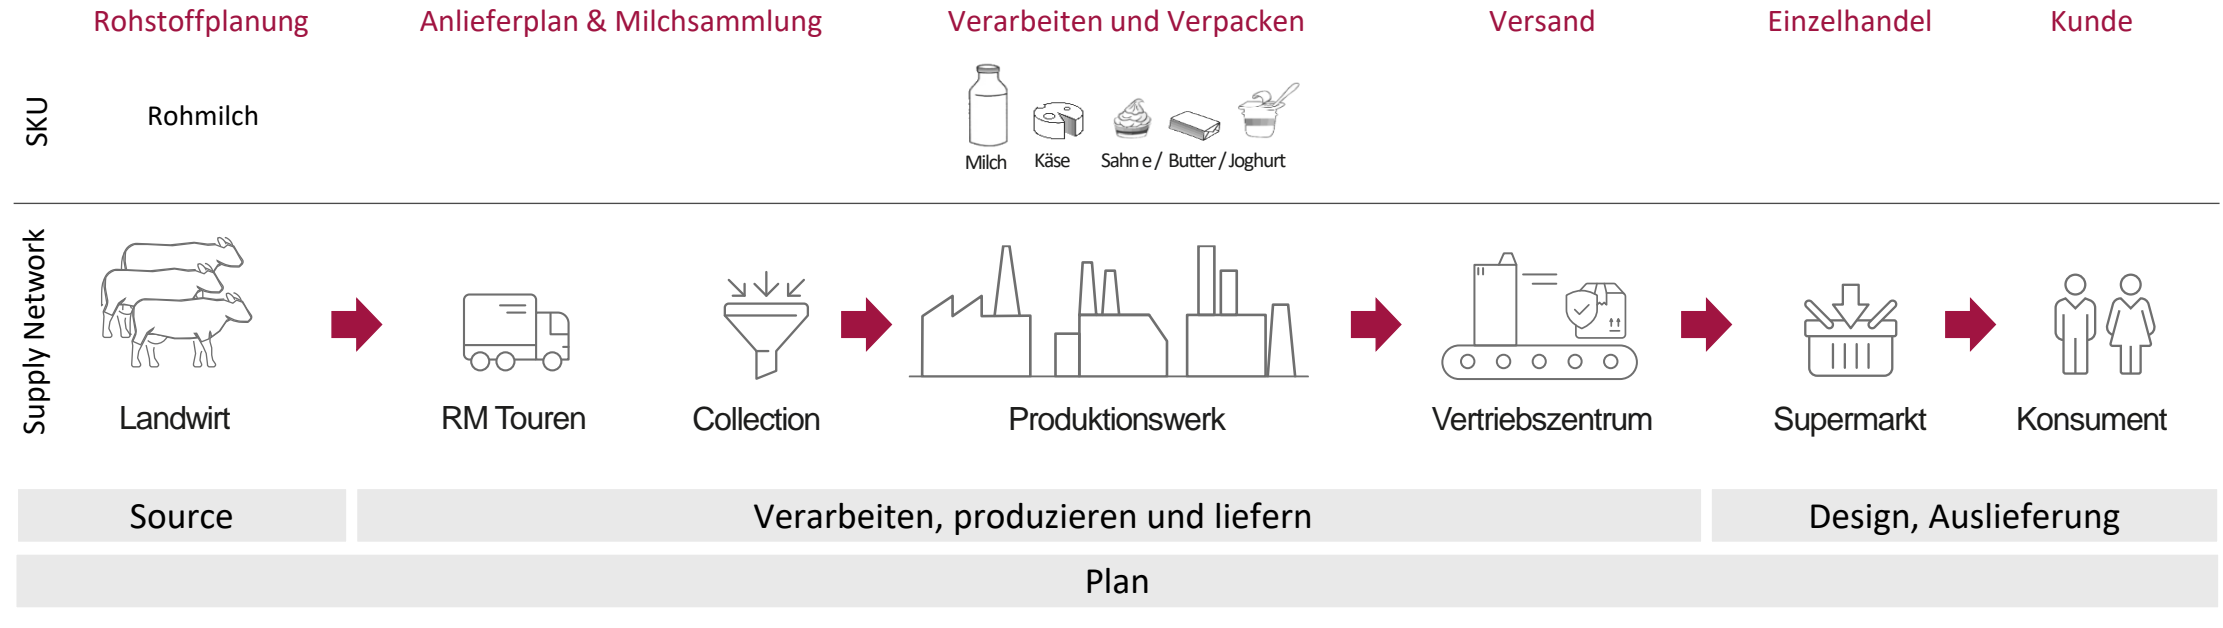 Rohstoffplanung
Anlieferplan & Milchsammlung
Verarbeiten und Verpacken
Versand
Einzelhandel
Kunde
SKU
Rohmilch
Milch
Käse
Sahn e / Butter / Joghurt
Supply Network
Landwirt
RM Touren
Collection
Produktionswerk
Vertriebszentrum
Supermarkt
Konsument
Source
Verarbeiten, produzieren und liefern
Design, Auslieferung
Plan